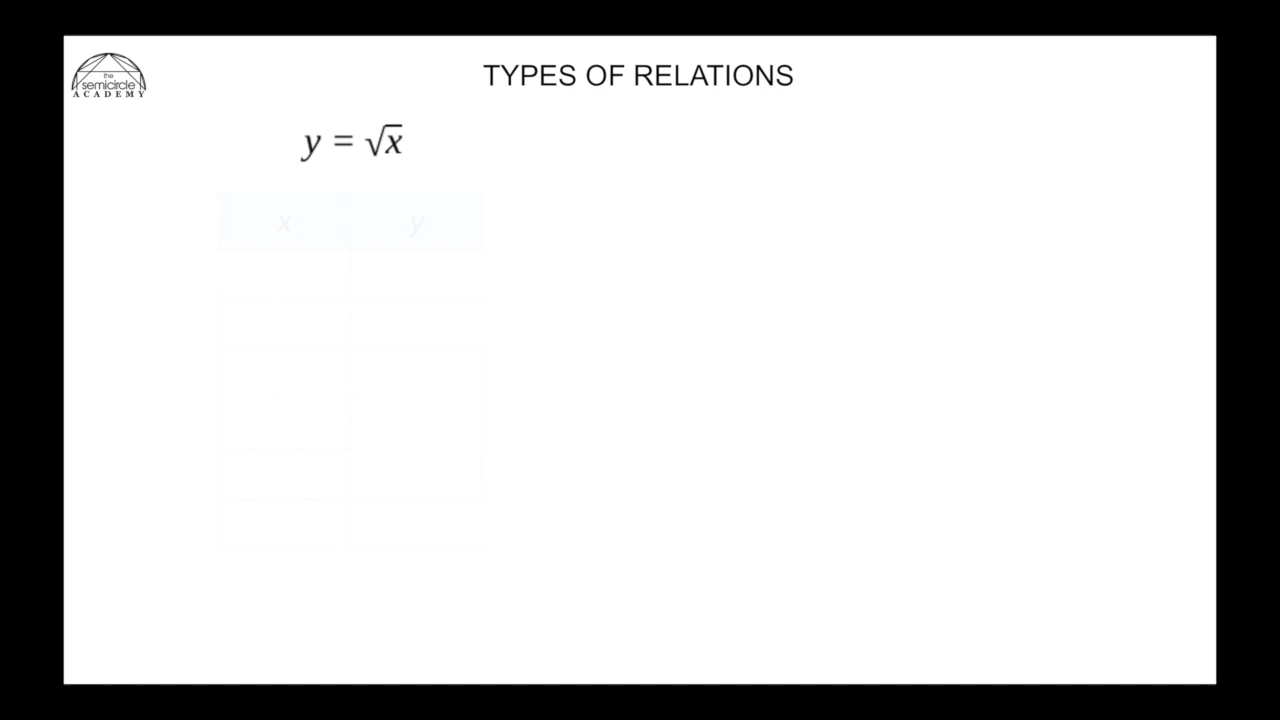 the
semicircle
ACADEMY
TYPES OF RELATIONS
y = √x
x y